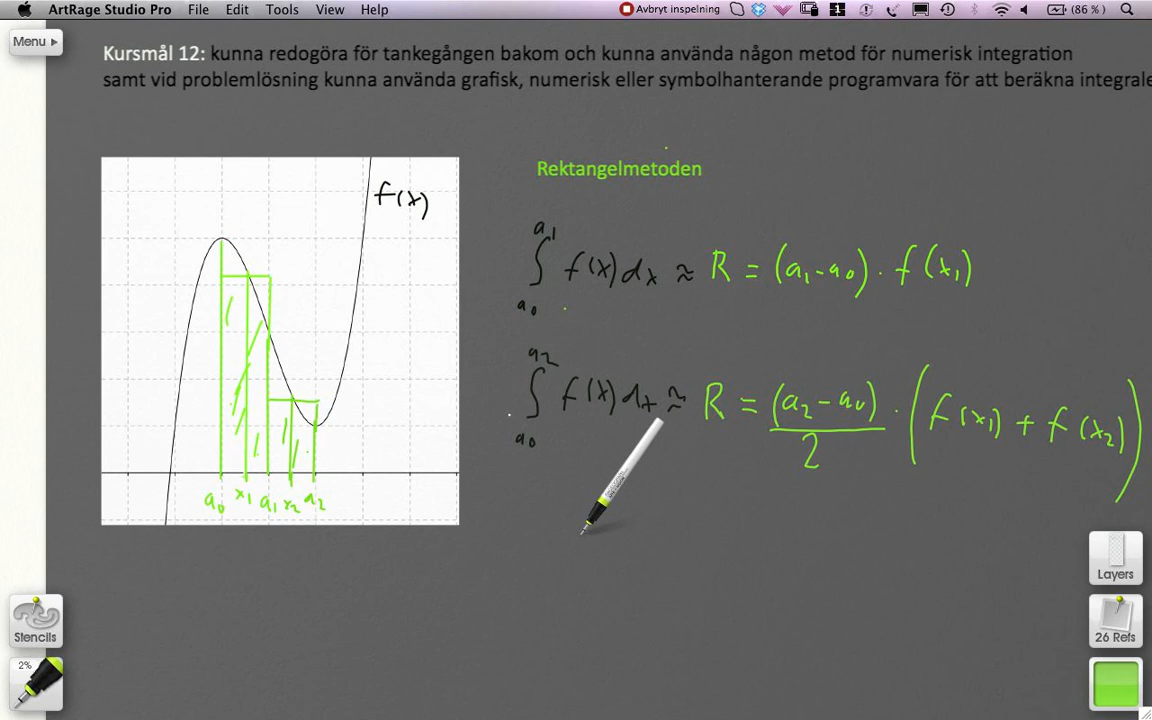 ArtRage Studio Pro File Edit Tools View Help Avbryt inspelning 1 (86 %)
Menu
Kursmål 12: kunna redogöra för tankegången bakom och kunna använda någon metod för numerisk integration
samt vid problemlösning kunna använda grafisk, numerisk eller symbolhanterande programvara för att beräkna integrale
Rektangelmetoden
f(x)
∫ₐ₀^a₁ f(x)dx ≈ R = (a₁-a₀) · f(x₁)
∫ₐ₀^a₂ f(x)dx ≈ R = (a₂-a₀)/2 · (f(x₁) + f(x₂))
a₀ x₁ a₁ x₂ a₂
Layers
Stencils
26 Refs
2%